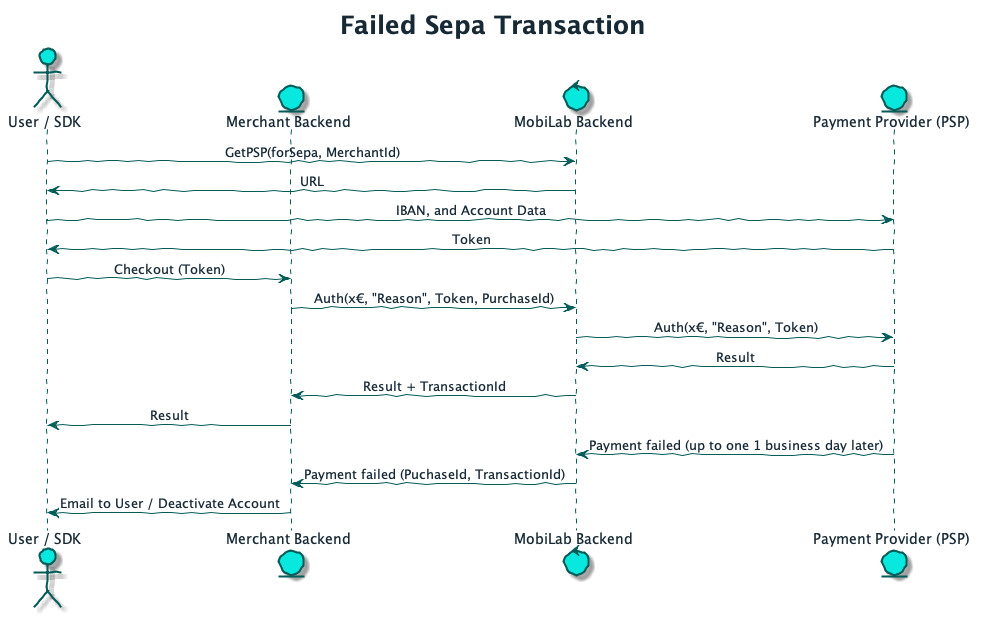 Failed Sepa Transaction
User / SDK
Merchant Backend
MobiLab Backend
Payment Provider (PSP)
GetPSP(forSepa, MerchantId)
URL
IBAN, and Account Data
Token
Checkout (Token)
Auth(x€, "Reason", Token, PurchaseId)
Auth(x€, "Reason", Token)
Result
Result + TransactionId
Result
Payment failed (up to one 1 business day later)
Payment failed (PuchaseId, TransactionId)
Email to User / Deactivate Account
User / SDK
Merchant Backend
MobiLab Backend
Payment Provider (PSP)